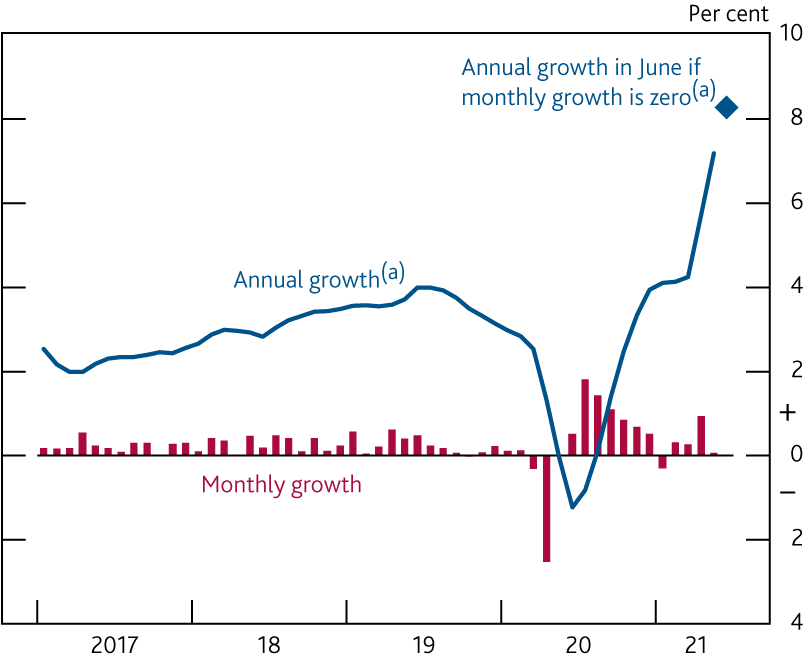 Per cent
10
Annual growth in June if
monthly growth is zero(a)
8
6
Annual growth(a)
4
2
+
0
Monthly growth
−
2
4
2017 18 19 20 21